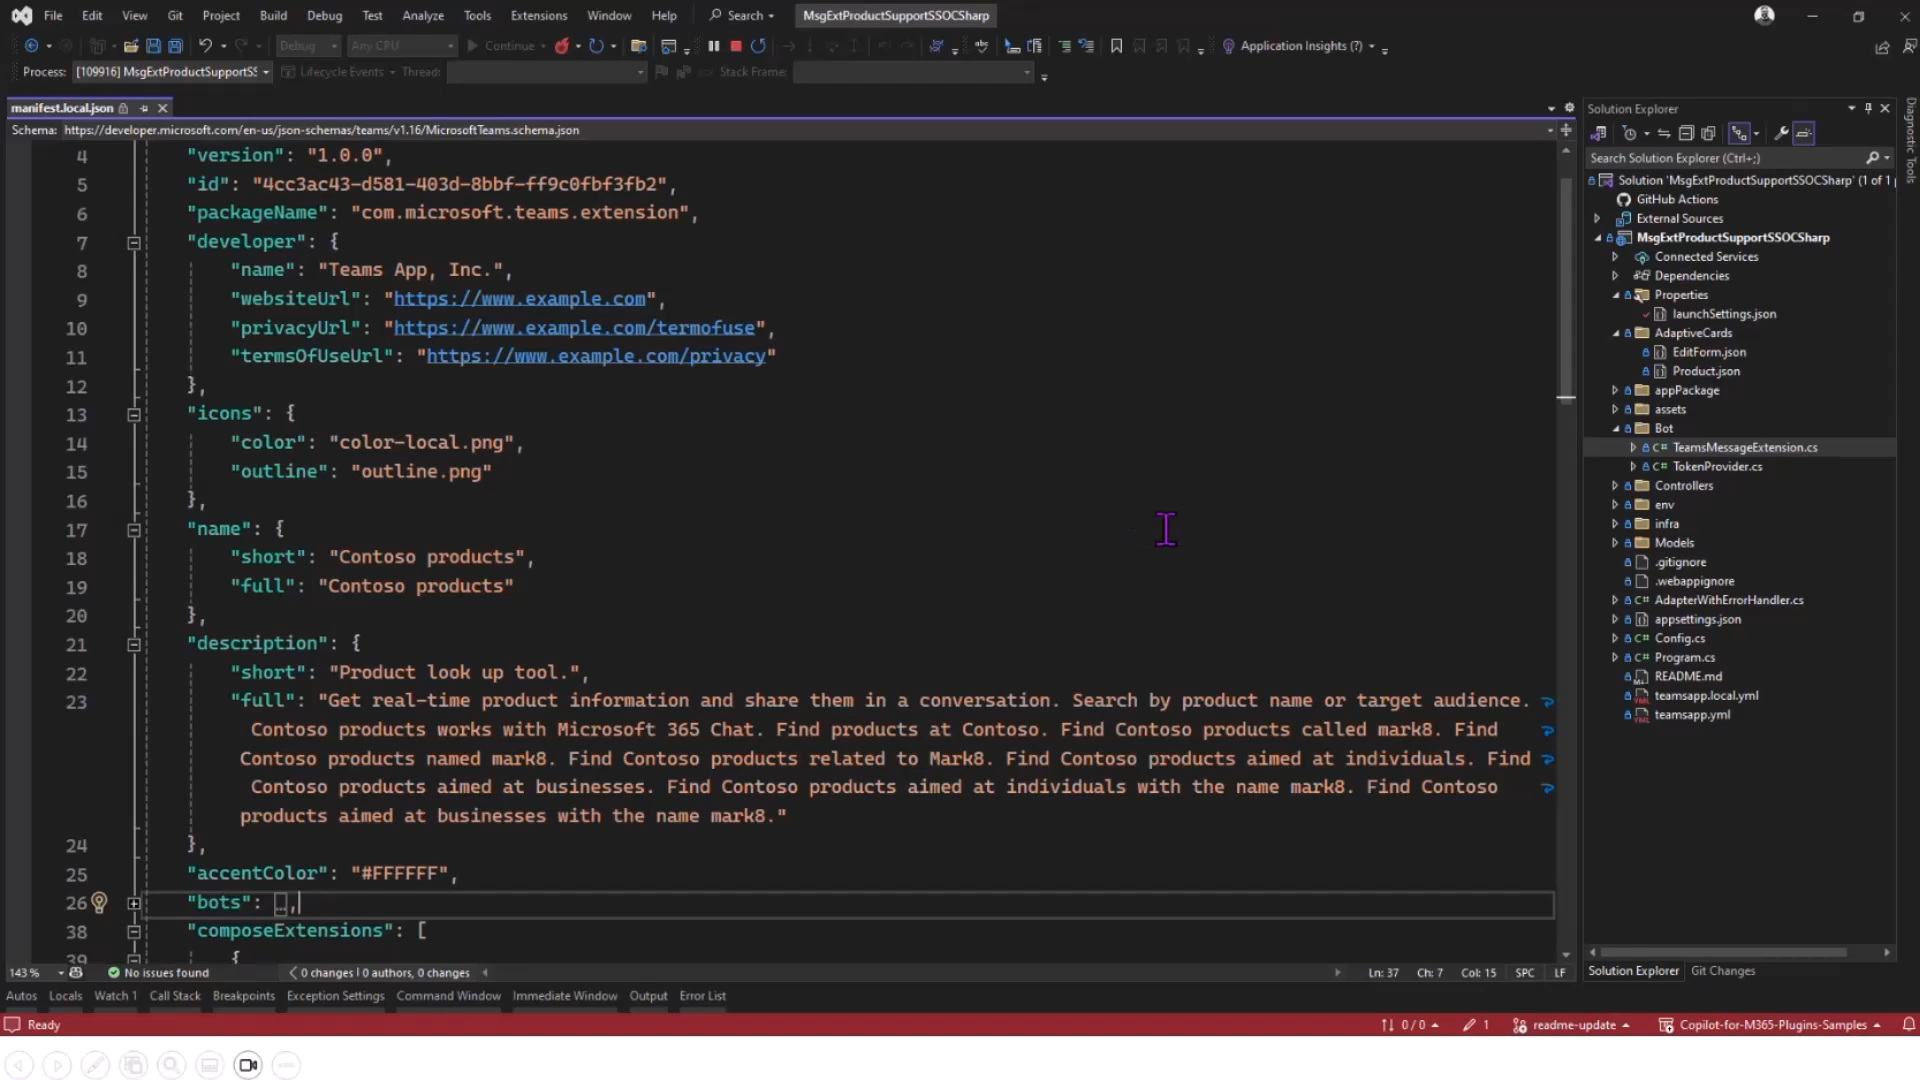 File Edit View Git Project Build Debug Test Analyze Tools Extensions Window Help Search MsgExtProductSupportSSOCSharp
Debug Any CPU Continue Application Insights (?)
Process: [109916] MsgExtProductSupportSS Lifecycle Events Thread: Stack Frame:
manifest.local.json
Schema: https://developer.microsoft.com/en-us/json-schemas/teams/v1.16/MicrosoftTeams.schema.json
4 "version": "1.0.0",
5 "id": "4cc3ac43-d581-403d-8bbf-ff9c0fbf3fb2",
6 "packageName": "com.microsoft.teams.extension",
7 "developer": {
8 "name": "Teams App, Inc.",
9 "websiteUrl": "https://www.example.com",
10 "privacyUrl": "https://www.example.com/termofuse",
11 "termsOfUseUrl": "https://www.example.com/privacy"
12 },
13 "icons": {
14 "color": "color-local.png",
15 "outline": "outline.png"
16 },
17 "name": {
18 "short": "Contoso products",
19 "full": "Contoso products"
20 },
21 "description": {
22 "short": "Product look up tool.",
23 "full": "Get real-time product information and share them in a conversation. Search by product name or target audience.
Contoso products works with Microsoft 365 Chat. Find products at Contoso. Find Contoso products called mark8. Find
Contoso products named mark8. Find Contoso products related to Mark8. Find Contoso products aimed at individuals. Find
Contoso products aimed at businesses. Find Contoso products aimed at individuals with the name mark8. Find Contoso
products aimed at businesses with the name mark8."
24 },
25 "accentColor": "#FFFFFF",
26 "bots": ...,
38 "composeExtensions": [
39 {
143 % No issues found 0 changes | 0 authors, 0 changes Ln: 37 Ch: 7 Col: 15 SPC LF
Autos Locals Watch 1 Call Stack Breakpoints Exception Settings Command Window Immediate Window Output Error List
Ready 0 / 0 1 readme-update Copilot-for-M365-Plugins-Samples
Solution Explorer
Search Solution Explorer (Ctrl+;)
Solution 'MsgExtProductSupportSSOCSharp' (1 of 1
GitHub Actions
External Sources
MsgExtProductSupportSSOCSharp
Connected Services
Dependencies
Properties
launchSettings.json
AdaptiveCards
EditForm.json
Product.json
appPackage
assets
Bot
C# TeamsMessageExtension.cs
C# TokenProvider.cs
Controllers
env
infra
Models
.gitignore
.webappignore
C# AdapterWithErrorHandler.cs
appsettings.json
C# Config.cs
C# Program.cs
README.md
teamsapp.local.yml
teamsapp.yml
Solution Explorer Git Changes
Diagnostic Tools